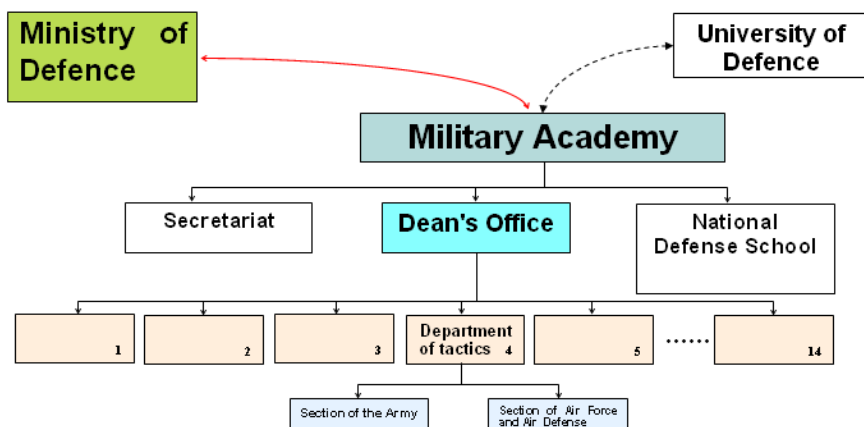 Ministry of
Defence
University of
Defence
Military Academy
Secretariat
Dean's Office
National
Defense School
1
2
3
Department
of tactics 4
5
......
14
Section of the Army
Section of Air Force
and Air Defense